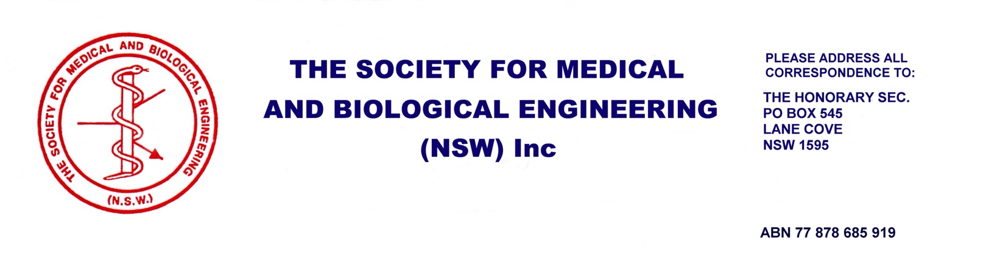 THE SOCIETY FOR MEDICAL AND BIOLOGICAL ENGINEERING
(N.S.W.)
THE SOCIETY FOR MEDICAL
AND BIOLOGICAL ENGINEERING
(NSW) Inc
PLEASE ADDRESS ALL
CORRESPONDENCE TO:
THE HONORARY SEC.
PO BOX 545
LANE COVE
NSW 1595
ABN 77 878 685 919